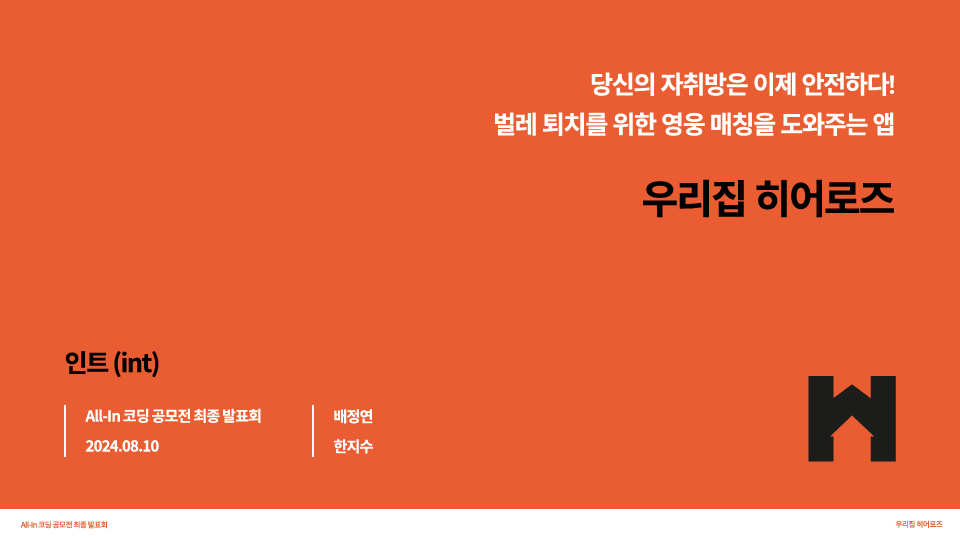 당신의 자취방은 이제 안전하다!
벌레 퇴치를 위한 영웅 매칭을 도와주는 앱
우리집 히어로즈
인트 (int)
All-In 코딩 공모전 최종 발표회
2024.08.10
배정연
한지수
All-In 코딩 공모전 최종 발표회
우리집 히어로즈